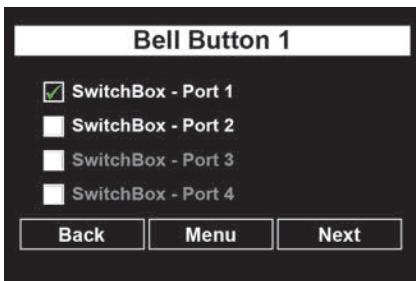 Bell Button 1
SwitchBox - Port 1
SwitchBox - Port 2
SwitchBox - Port 3
SwitchBox - Port 4
Back Menu Next